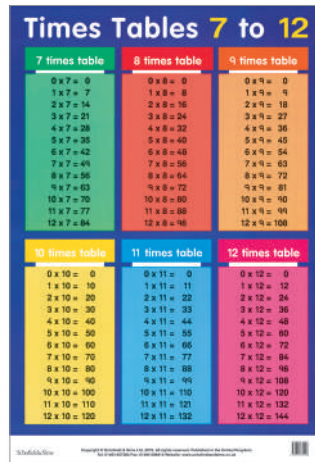 Times Tables 7 to 12
7 times table
0 x 7 = 0
1 x 7 = 7
2 x 7 = 14
3 x 7 = 21
4 x 7 = 28
5 x 7 = 35
6 x 7 = 42
7 x 7 = 49
8 x 7 = 56
9 x 7 = 63
10 x 7 = 70
11 x 7 = 77
12 x 7 = 84
8 times table
0 x 8 = 0
1 x 8 = 8
2 x 8 = 16
3 x 8 = 24
4 x 8 = 32
5 x 8 = 40
6 x 8 = 48
7 x 8 = 56
8 x 8 = 64
9 x 8 = 72
10 x 8 = 80
11 x 8 = 88
12 x 8 = 96
9 times table
0 x 9 = 0
1 x 9 = 9
2 x 9 = 18
3 x 9 = 27
4 x 9 = 36
5 x 9 = 45
6 x 9 = 54
7 x 9 = 63
8 x 9 = 72
9 x 9 = 81
10 x 9 = 90
11 x 9 = 99
12 x 9 = 108
10 times table
0 x 10 = 0
1 x 10 = 10
2 x 10 = 20
3 x 10 = 30
4 x 10 = 40
5 x 10 = 50
6 x 10 = 60
7 x 10 = 70
8 x 10 = 80
9 x 10 = 90
10 x 10 = 100
11 x 10 = 110
12 x 10 = 120
11 times table
0 x 11 = 0
1 x 11 = 11
2 x 11 = 22
3 x 11 = 33
4 x 11 = 44
5 x 11 = 55
6 x 11 = 66
7 x 11 = 77
8 x 11 = 88
9 x 11 = 99
10 x 11 = 110
11 x 11 = 121
12 x 11 = 132
12 times table
0 x 12 = 0
1 x 12 = 12
2 x 12 = 24
3 x 12 = 36
4 x 12 = 48
5 x 12 = 60
6 x 12 = 72
7 x 12 = 84
8 x 12 = 96
9 x 12 = 108
10 x 12 = 120
11 x 12 = 132
12 x 12 = 144